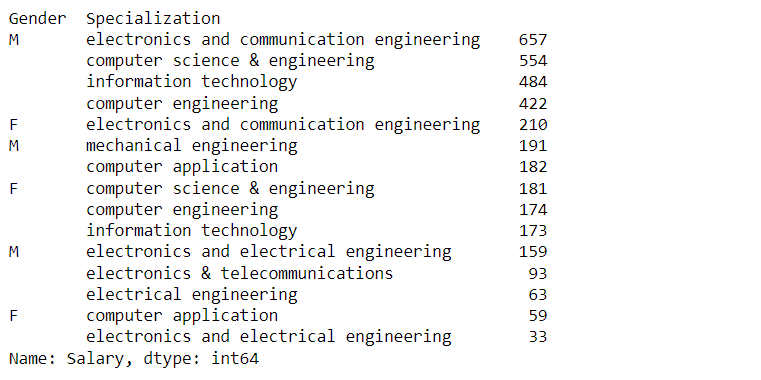 Gender  Specialization
M       electronics and communication engineering    657
        computer science & engineering               554
        information technology                       484
        computer engineering                         422
F       electronics and communication engineering    210
M       mechanical engineering                       191
        computer application                         182
F       computer science & engineering               181
        computer engineering                         174
        information technology                       173
M       electronics and electrical engineering       159
        electronics & telecommunications              93
        electrical engineering                        63
F       computer application                          59
        electronics and electrical engineering        33
Name: Salary, dtype: int64